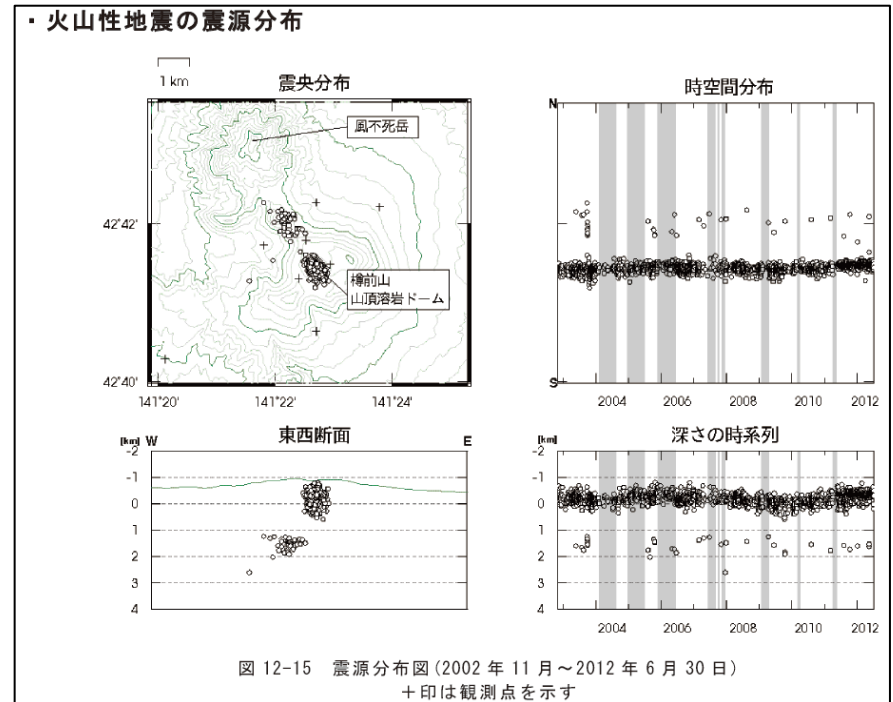 ・火山性地震の震源分布
1 km
震央分布
風不死岳
42°42'
樽前山
山頂溶岩ドーム
42°40'
141°20' 141°22' 141°24'
時空間分布
N
S
2004 2006 2008 2010 2012
東西断面
[km] W E
-2
-1
0
1
2
3
4
深さの時系列
[km]
-2
-1
0
1
2
3
4
2004 2006 2008 2010 2012
図 12-15 震源分布図(2002 年 11 月～2012 年 6 月 30 日)
＋印は観測点を示す